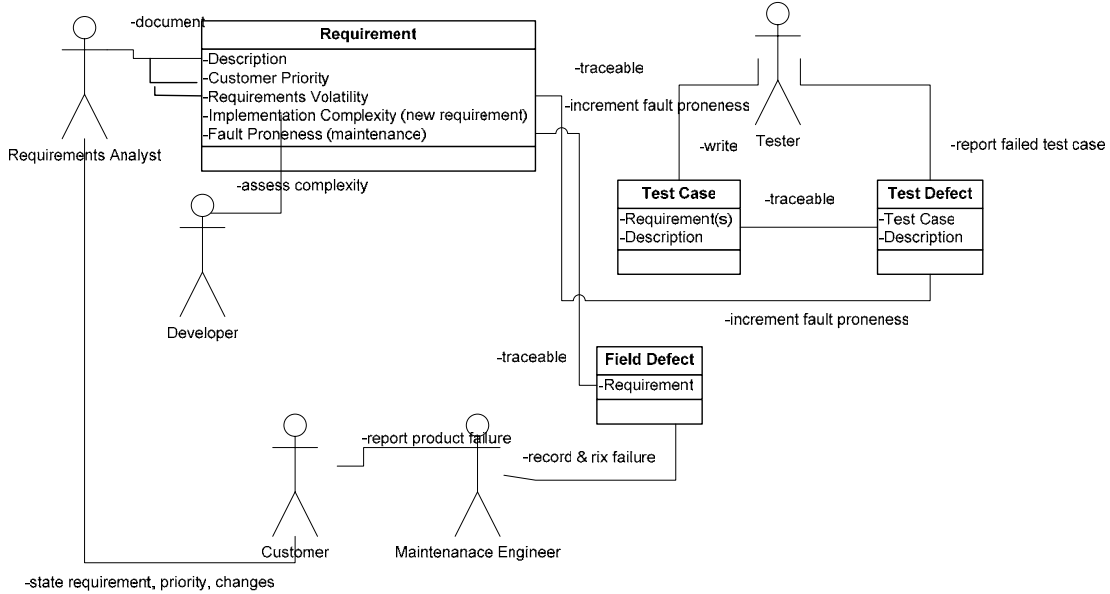 -document
Requirement
-Description
-Customer Priority
-Requirements Volatility
-Implementation Complexity (new requirement)
-Fault Proneness (maintenance)
-traceable
-increment fault proneness
Tester
Requirements Analyst
-write
-report failed test case
-assess complexity
Test Case
-Requirement(s)
-Description
-traceable
Test Defect
-Test Case
-Description
Developer
-increment fault proneness
-traceable
Field Defect
-Requirement
-report product failure
-record & rix failure
Customer
Maintenanace Engineer
-state requirement, priority, changes